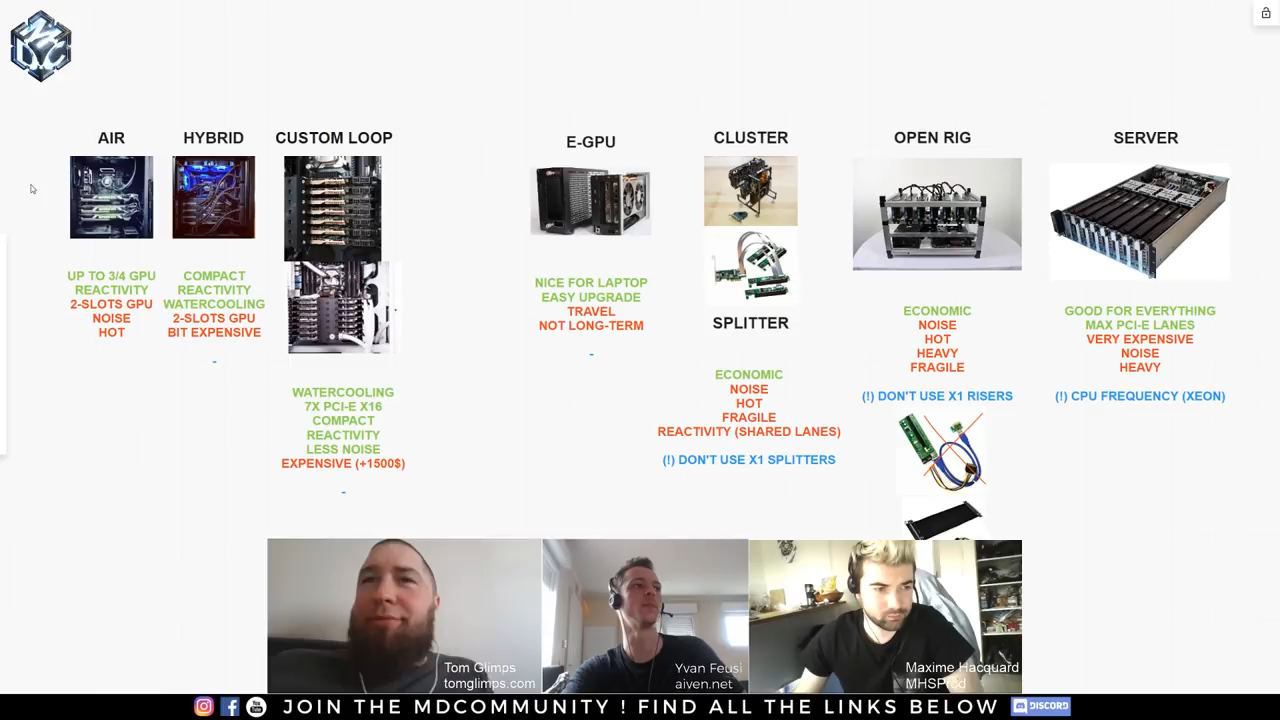 AIR
UP TO 3/4 GPU
REACTIVITY
2-SLOTS GPU
NOISE
HOT
HYBRID
COMPACT
REACTIVITY
WATERCOOLING
2-SLOTS GPU
BIT EXPENSIVE
-
CUSTOM LOOP
WATERCOOLING
7X PCI-E X16
COMPACT
REACTIVITY
LESS NOISE
EXPENSIVE (+1500$)
-
E-GPU
NICE FOR LAPTOP
EASY UPGRADE
TRAVEL
NOT LONG-TERM
-
CLUSTER
SPLITTER
ECONOMIC
NOISE
HOT
FRAGILE
REACTIVITY (SHARED LANES)
(!) DON'T USE X1 SPLITTERS
OPEN RIG
ECONOMIC
NOISE
HOT
HEAVY
FRAGILE
(!) DON'T USE X1 RISERS
SERVER
GOOD FOR EVERYTHING
MAX PCI-E LANES
VERY EXPENSIVE
NOISE
HEAVY
(!) CPU FREQUENCY (XEON)
Tom Glimps
tomglimps.com
Yvan Feusi
aiven.net
Maxime Hacquard
MHSProd
JOIN THE MDCOMMUNITY ! FIND ALL THE LINKS BELOW
DISCORD